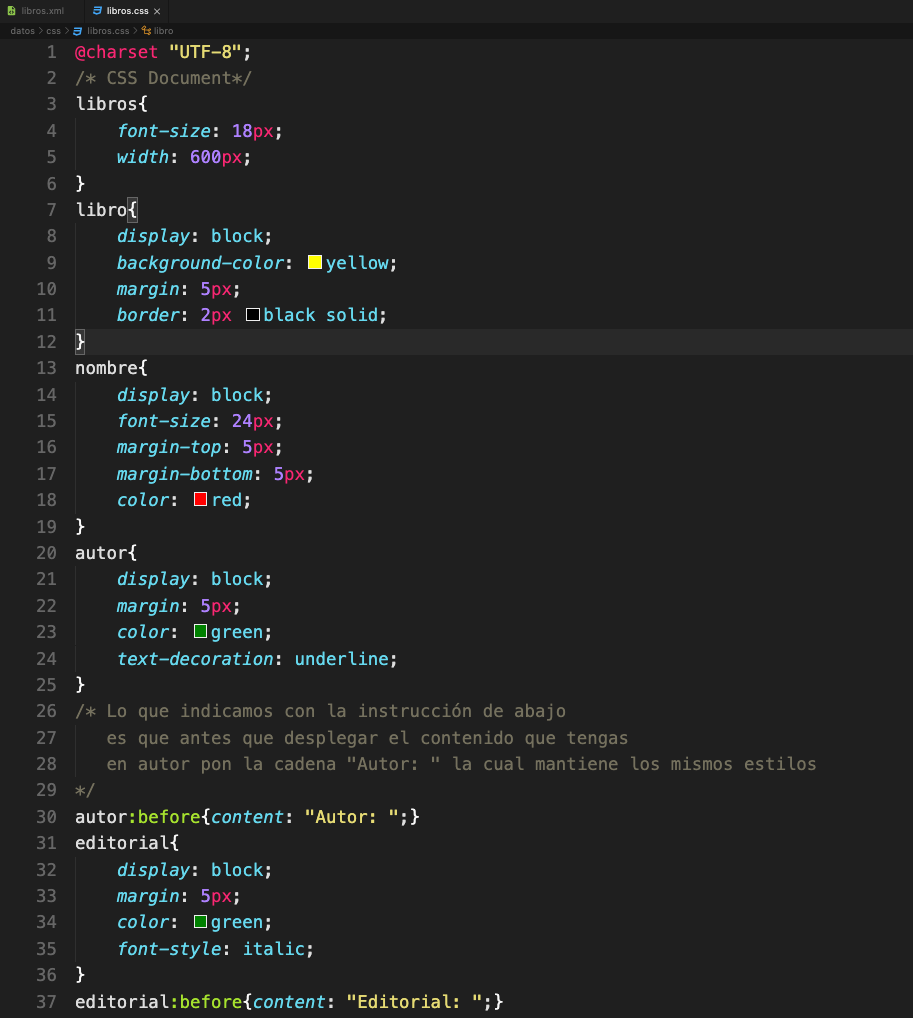 libros.xml libros.css ×
datos > css > libros.css > libro
1 @charset "UTF-8";
2 /* CSS Document*/
3 libros{
4 font-size: 18px;
5 width: 600px;
6 }
7 libro{
8 display: block;
9 background-color: yellow;
10 margin: 5px;
11 border: 2px black solid;
12 }
13 nombre{
14 display: block;
15 font-size: 24px;
16 margin-top: 5px;
17 margin-bottom: 5px;
18 color: red;
19 }
20 autor{
21 display: block;
22 margin: 5px;
23 color: green;
24 text-decoration: underline;
25 }
26 /* Lo que indicamos con la instrucción de abajo
27 es que antes que desplegar el contenido que tengas
28 en autor pon la cadena "Autor: " la cual mantiene los mismos estilos
29 */
30 autor:before{content: "Autor: ";}
31 editorial{
32 display: block;
33 margin: 5px;
34 color: green;
35 font-style: italic;
36 }
37 editorial:before{content: "Editorial: ";}